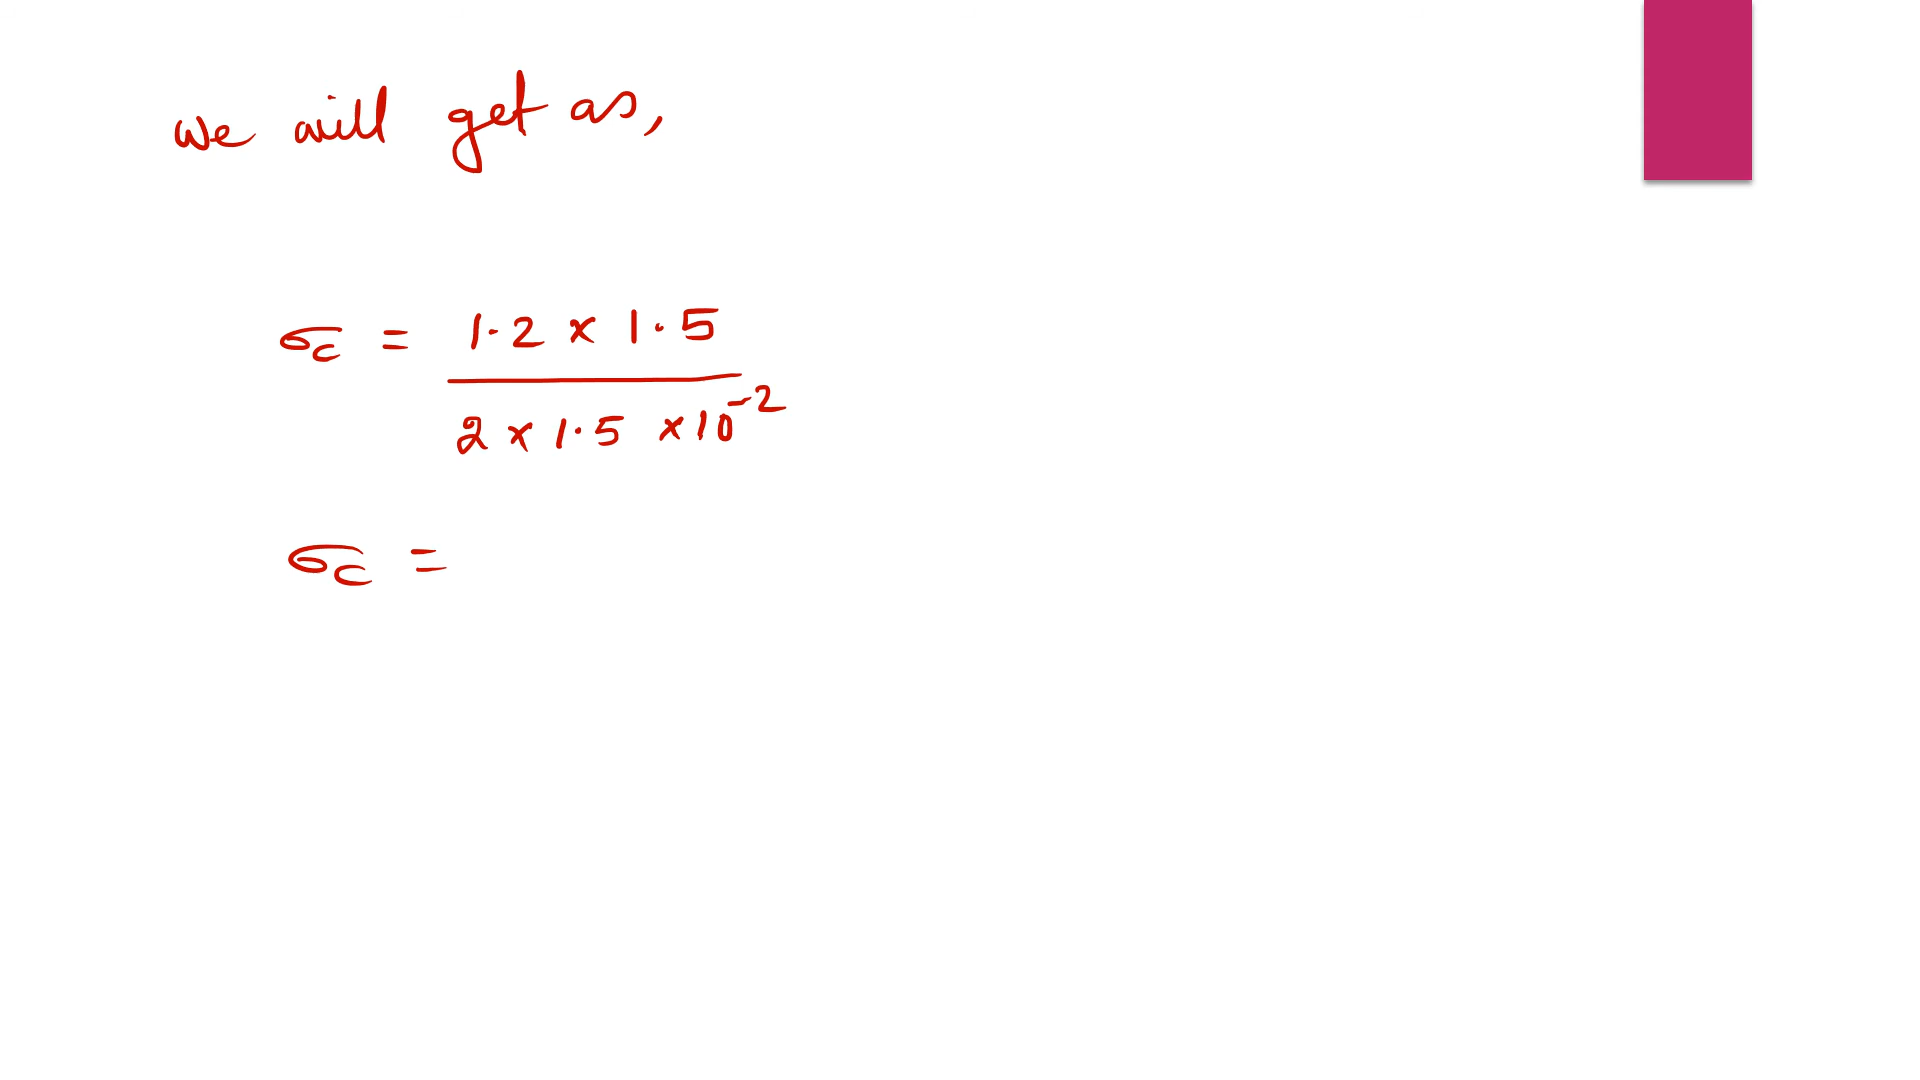 we will get as,
σc = 1.2 x 1.5
2 x 1.5 x 10⁻²
σc =